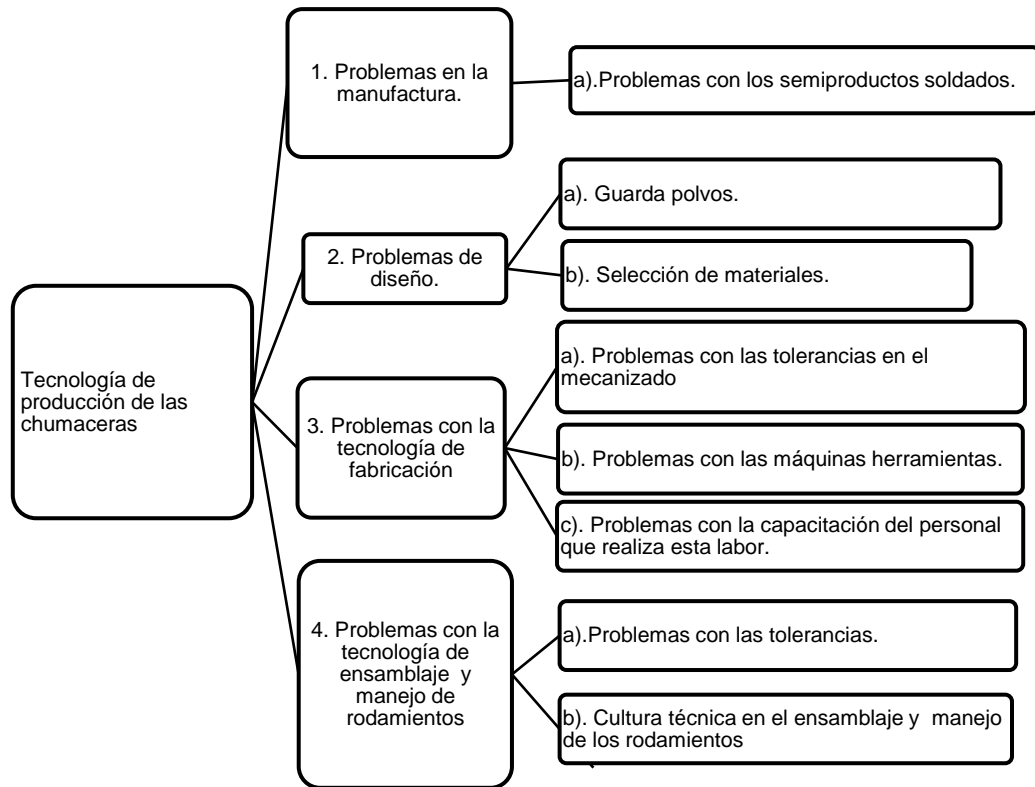 Tecnología de
producción de las
chumaceras
1. Problemas en la
manufactura.
a).Problemas con los semiproductos soldados.
2. Problemas de
diseño.
a). Guarda polvos.
b). Selección de materiales.
3. Problemas con la
tecnología de
fabricación
a). Problemas con las tolerancias en el
mecanizado
b). Problemas con las máquinas herramientas.
c). Problemas con la capacitación del personal
que realiza esta labor.
4. Problemas con la
tecnología de
ensamblaje  y
manejo de
rodamientos
a).Problemas con las tolerancias.
b). Cultura técnica en el ensamblaje y  manejo
de los rodamientos